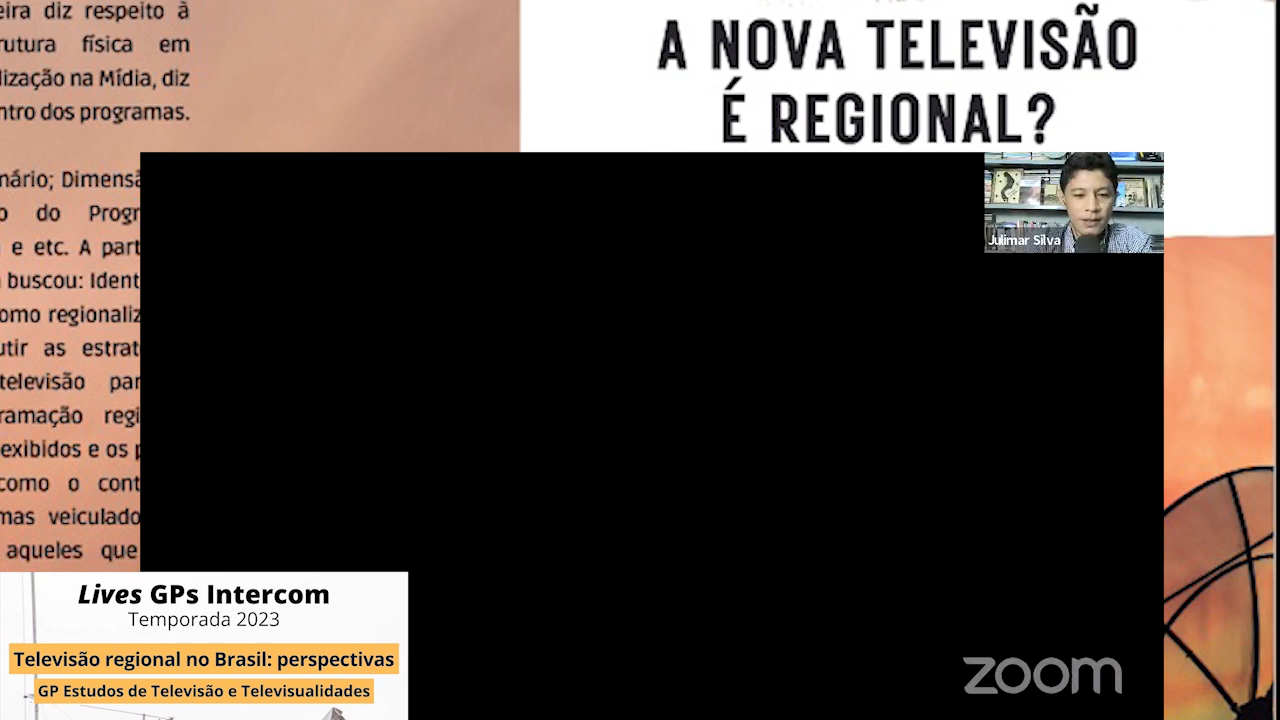 eira diz respeito à
rutura física em
lização na Mídia, diz
ntro dos programas.
nário; Dimensã
o do Progr
e etc. A part
buscou: Ident
omo regionaliz
utir as estrat
televisão par
ramação regi
exibidos e os p
como o cont
mas veiculado
aqueles que
A NOVA TELEVISÃO
É REGIONAL?
Julimar Silva
Lives GPs Intercom
Temporada 2023
Televisão regional no Brasil: perspectivas
GP Estudos de Televisão e Televisualidades
zoom